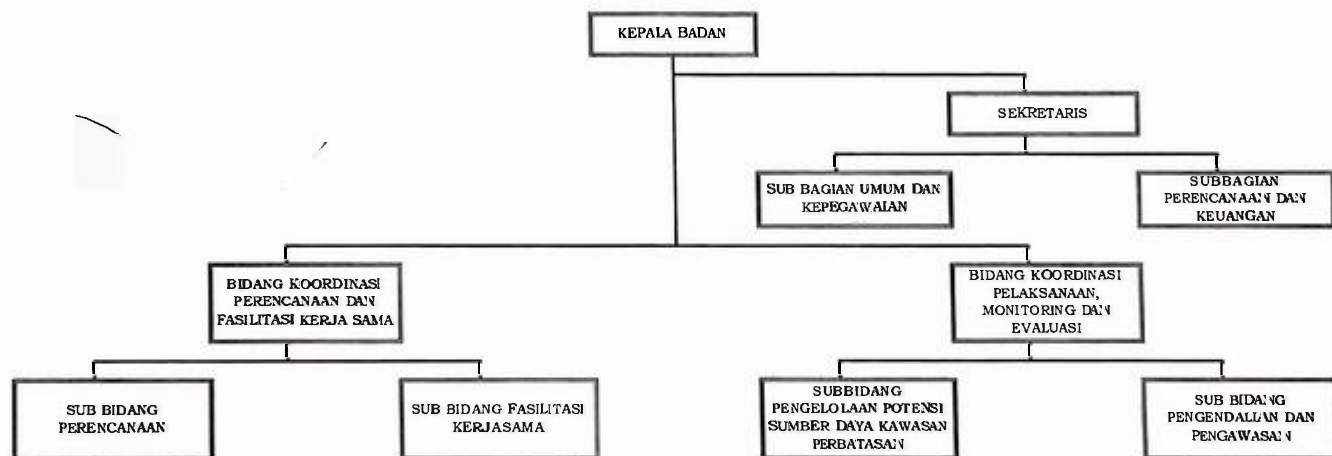 KEPALA BADAN
SEKRETARIS
SUB BAGIAN UMUM DAN
KEPEGAWAIAN
SUBBAGIAN
PERENCANAAN DAN
KEUANGAN
BIDANG KOORDINASI
PERENCANAAN DAN
FASILITASI KERJA SAMA
BIDANG KOORDINASI
PELAKSANAAN,
MONITORING DAN
EVALUASI
SUB BIDANG
PERENCANAAN
SUB BIDANG FASILITASI
KERJASAMA
SUBBIDANG
PENGELOLAAN POTENSI
SUMBER DAYA KAWASAN
PERBATASAN
SUB BIDANG
PENGENDALIAN DAN
PENGAWASAN